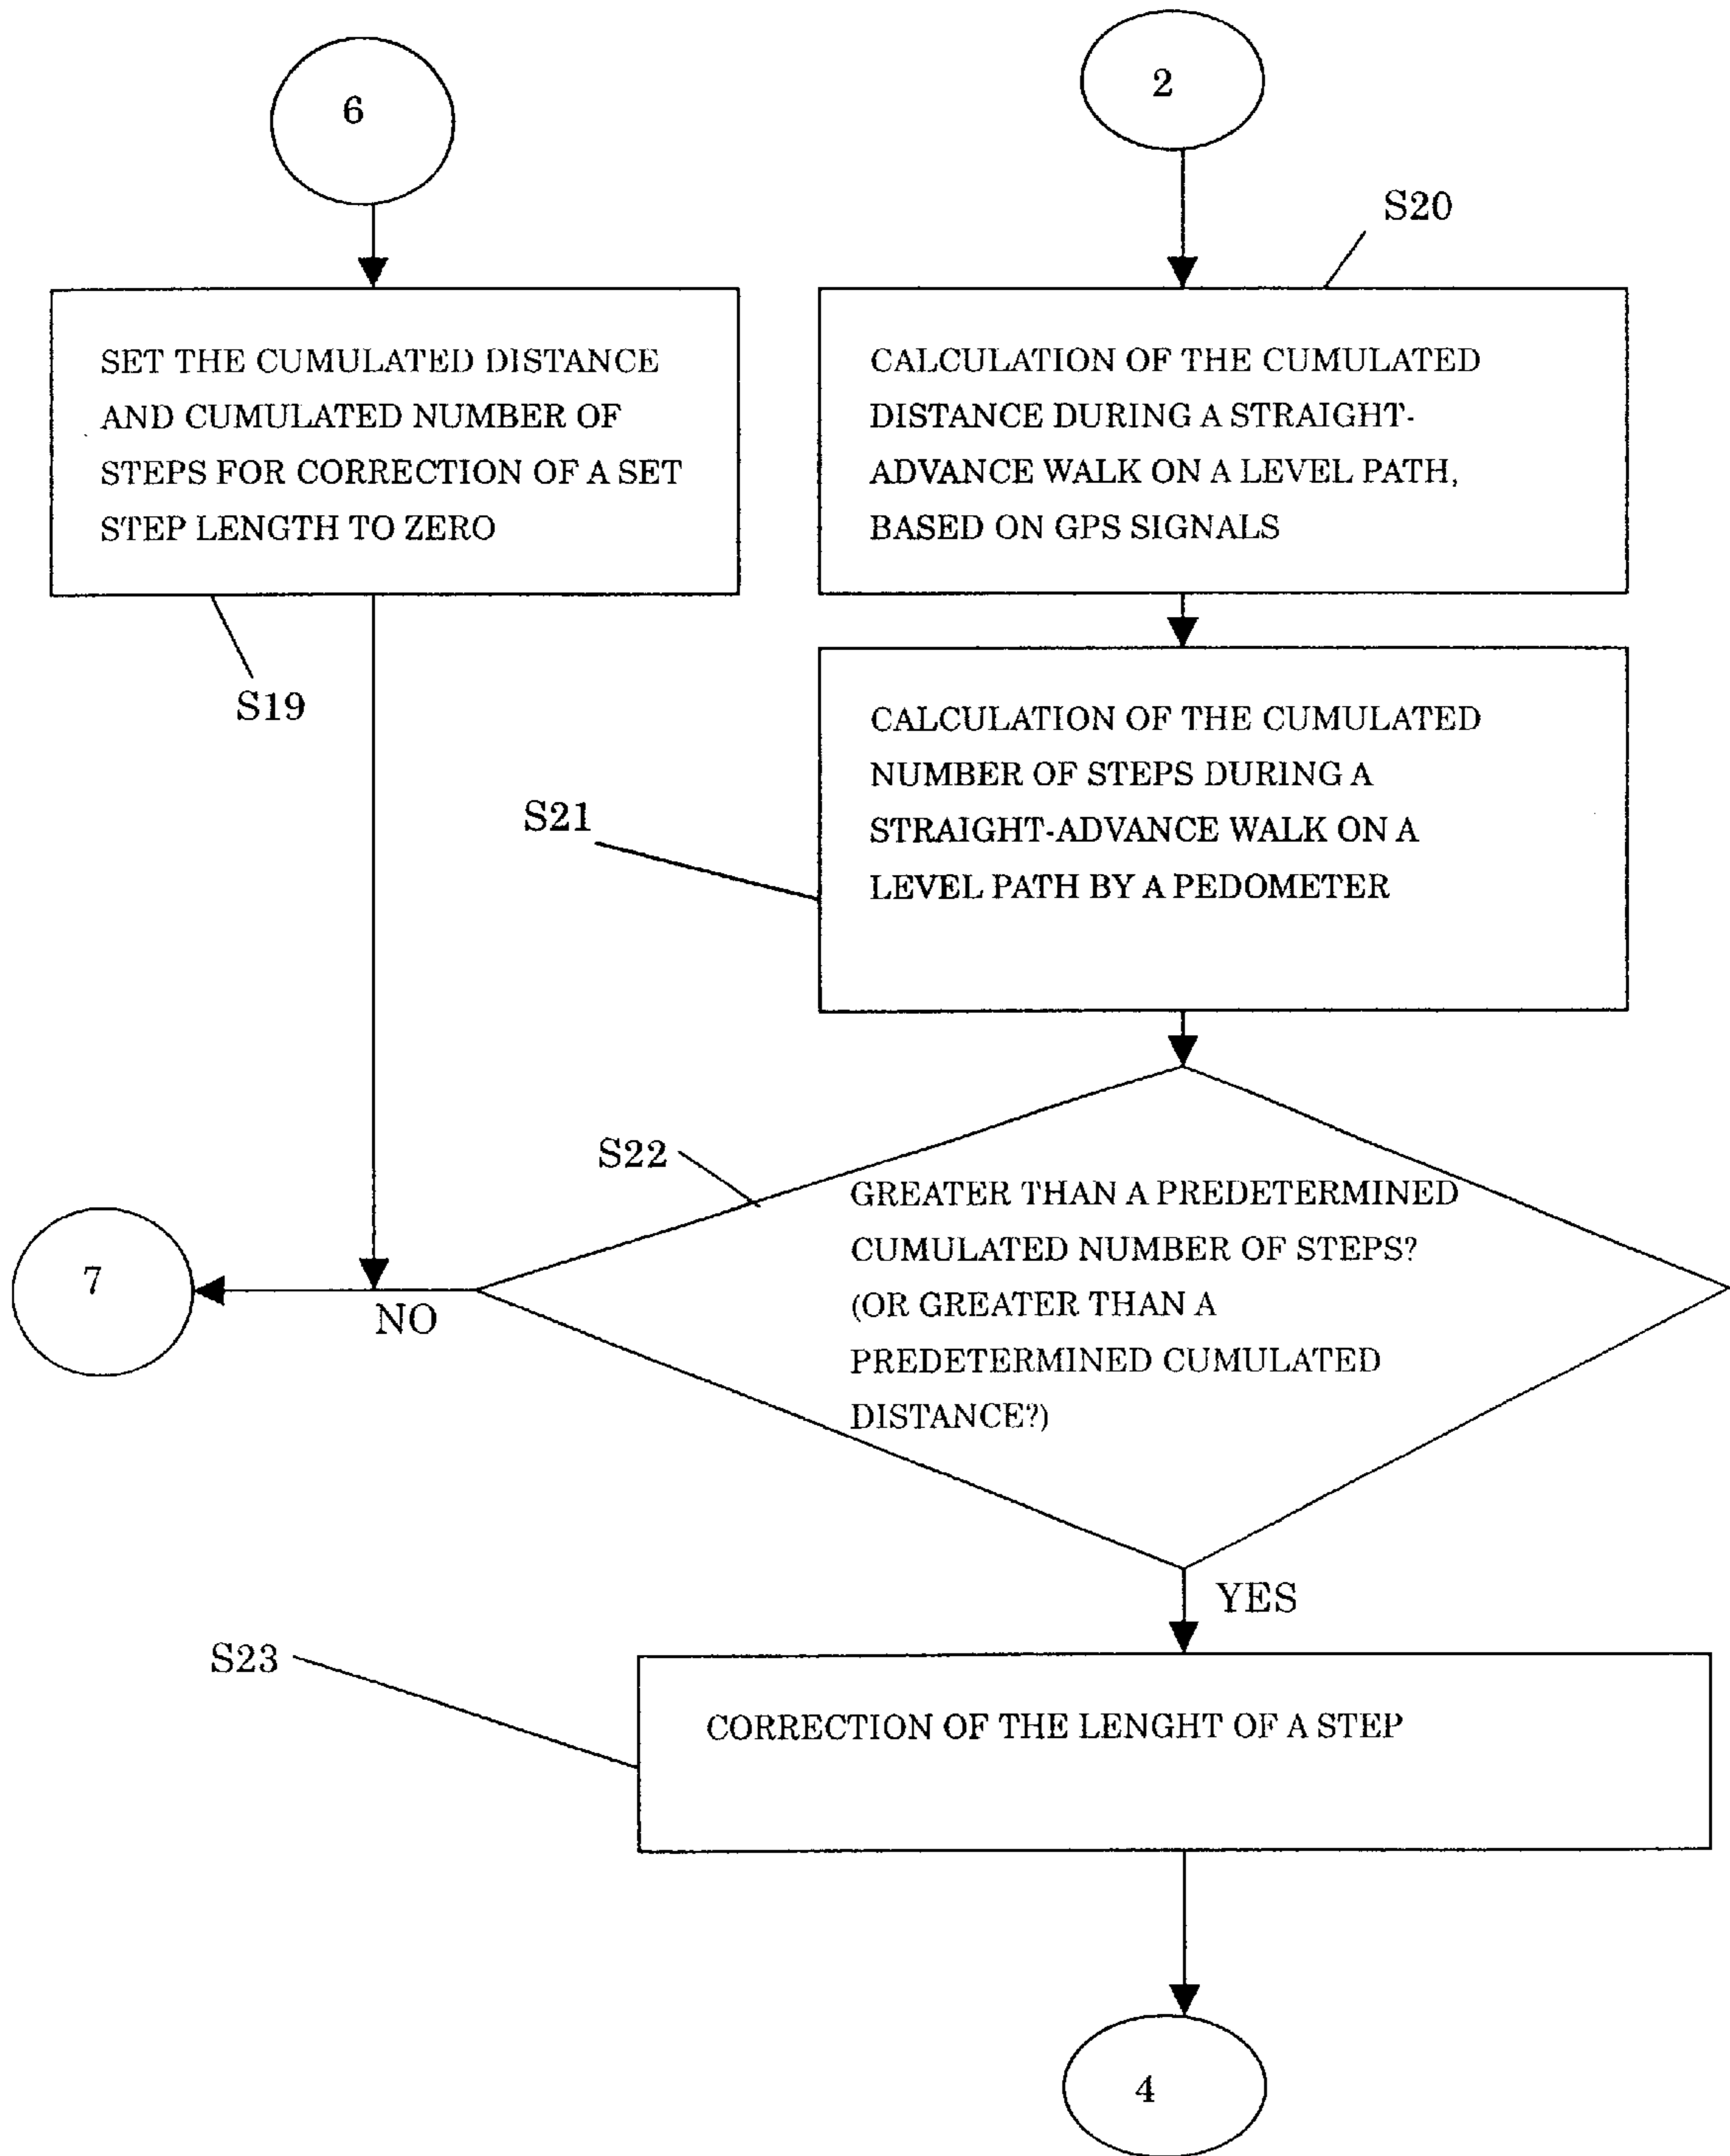 6
2
S20
SET THE CUMULATED DISTANCE
AND CUMULATED NUMBER OF
STEPS FOR CORRECTION OF A SET
STEP LENGTH TO ZERO
CALCULATION OF THE CUMULATED
DISTANCE DURING A STRAIGHT-
ADVANCE WALK ON A LEVEL PATH,
BASED ON GPS SIGNALS
S19
CALCULATION OF THE CUMULATED
NUMBER OF STEPS DURING A
STRAIGHT-ADVANCE WALK ON A
LEVEL PATH BY A PEDOMETER
S21
S22
GREATER THAN A PREDETERMINED
CUMULATED NUMBER OF STEPS?
(OR GREATER THAN A
PREDETERMINED CUMULATED
DISTANCE?)
7
NO
YES
S23
CORRECTION OF THE LENGHT OF A STEP
4